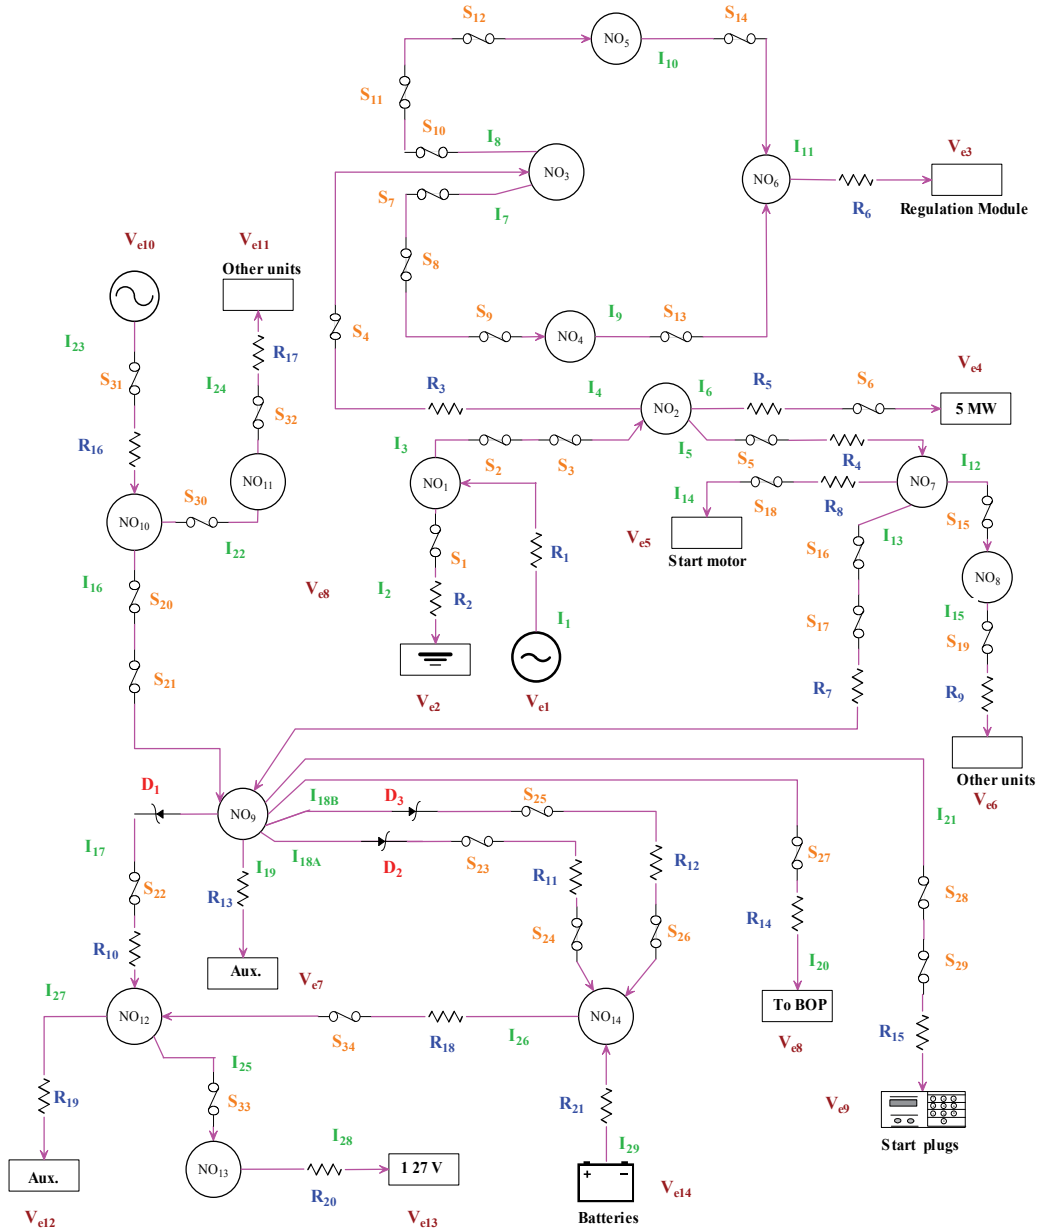 S12
S14
NO5
I10
S11
S10
I8
I11
Ve3
NO3
NO6
S7
I7
R6
Regulation Module
Ve10
Ve11
Other units
S8
S9
I9
S13
S4
NO4
I23
R17
S31
I24
R3
I4
I6
R5
S6
Ve4
S32
NO2
5 MW
R16
I3
S2
S3
I5
S5
R4
I12
S30
NO11
NO1
I14
S18
R8
NO7
NO10
I22
S15
Ve5
Start motor
S16
I13
S1
R1
I16
S20
Ve8
I2
R2
NO8
I15
I1
S17
S19
S21
R7
R9
Ve2
Ve1
Other units
Ve6
D1
NO9
I18B
D3
S25
I21
I17
I19
I18A
D2
S23
R11
R12
S27
S22
R13
S28
R14
R10
S24
S26
S29
Aux.
Ve7
I20
I27
To BOP
NO12
NO14
S34
R18
I26
Ve8
R15
I25
R19
S33
R21
Ve9
I28
I29
Start plugs
Aux.
NO13
R20
1 27 V
+ −
Ve14
Ve12
Ve13
Batteries